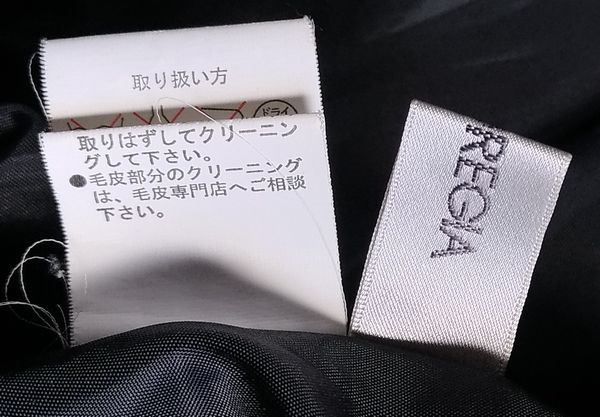 取り扱い方
ドライ
取りはずしてクリーニン
グして下さい。
●毛皮部分のクリーニング
は、毛皮専門店へご相談
下さい。
REGIA